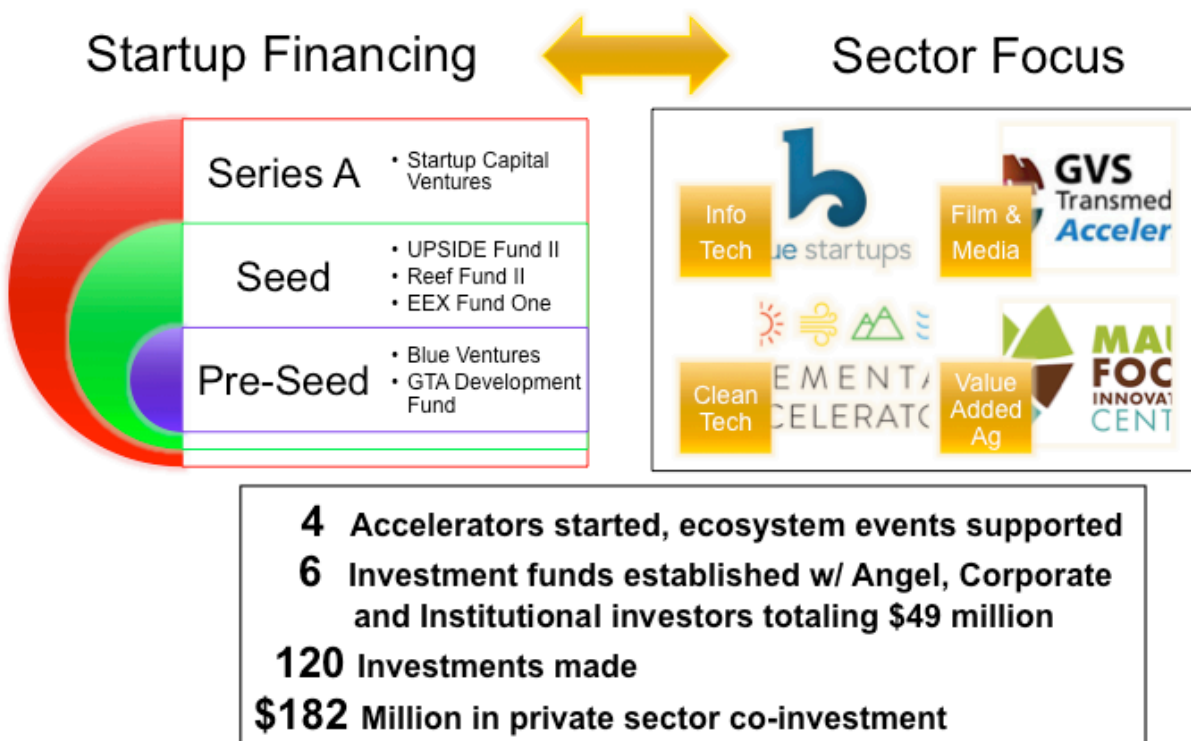 Startup Financing
Sector Focus
Series A
• Startup Capital
Ventures
Seed
• UPSIDE Fund II
• Reef Fund II
• EEX Fund One
Pre-Seed
• Blue Ventures
• GTA Development
Fund
Info
Tech
ue startups
Film &
Media
GVS
Transmed
Acceler
Clean
Tech
EMENTA
CELERATO
Value
Added
Ag
MAU
FOO
INNOVAT
CENT
4 Accelerators started, ecosystem events supported
6 Investment funds established w/ Angel, Corporate
and Institutional investors totaling $49 million
120 Investments made
$182 Million in private sector co-investment